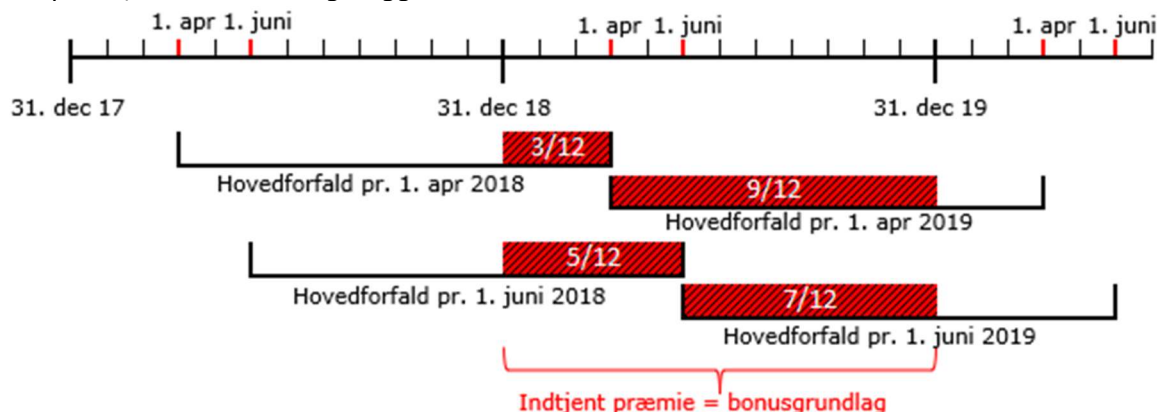 1. apr 1. juni 1. apr 1. juni 1. apr 1. juni
31. dec 17 31. dec 18 31. dec 19
3/12
Hovedforfald pr. 1. apr 2018
9/12
Hovedforfald pr. 1. apr 2019
5/12
Hovedforfald pr. 1. juni 2018
7/12
Hovedforfald pr. 1. juni 2019
Indtjent præmie = bonusgrundlag